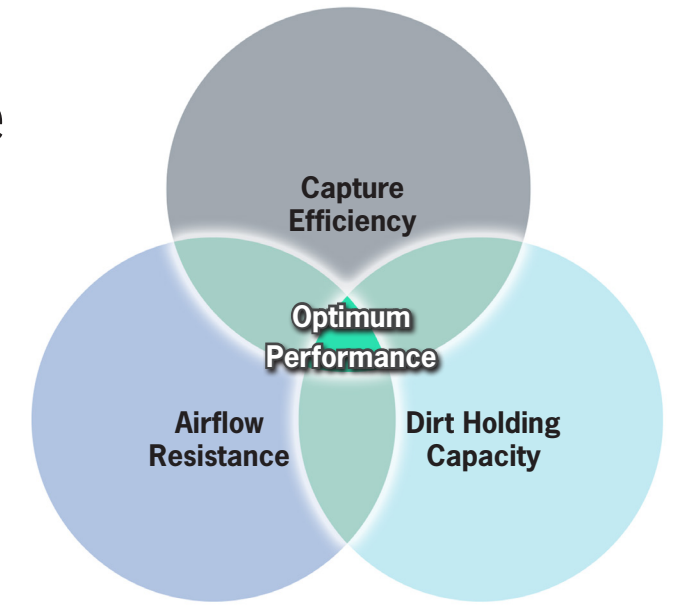 e
Capture
Efficiency
Optimum
Performance
Airflow
Resistance
Dirt Holding
Capacity